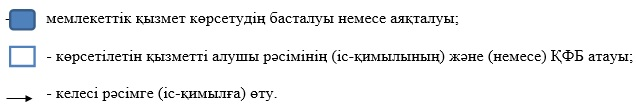 - мемлекеттік қызмет көрсетудің басталуы немесе аяқталуы;
- көрсетілетін қызметті алушы рәсімінің (іс-қимылының) және (немесе) ҚФБ атауы;
- келесі рәсімге (іс-қимылға) өту.